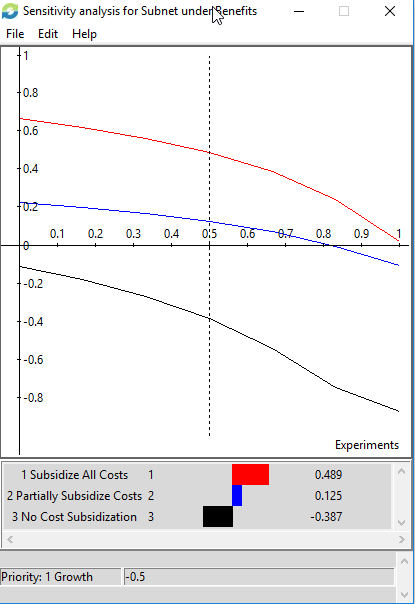 Sensitivity analysis for Subnet under Benefits
File Edit Help
1
0.8
0.6
0.4
0.2
0.1 0.2 0.3 0.4 0.5 0.6 0.7 0.8 0.9 1
0
-0.2
-0.4
-0.6
-0.8
Experiments
1 Subsidize All Costs 1 0.489
2 Partially Subsidize Costs 2 0.125
3 No Cost Subsidization 3 -0.387
Priority: 1 Growth -0.5